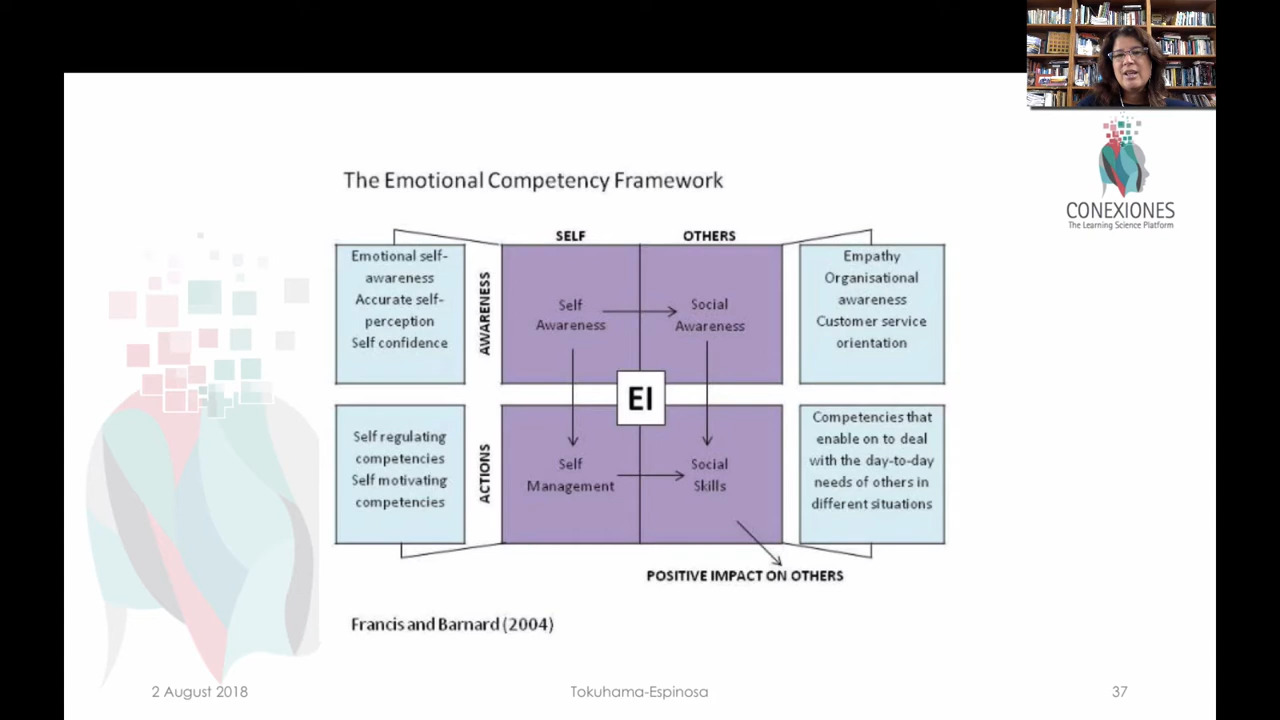 CONEXIONES
The Learning Science Platform
The Emotional Competency Framework
SELF
OTHERS
Emotional self-
awareness
Accurate self-
perception
Self confidence
AWARENESS
Self
Awareness
Social
Awareness
Empathy
Organisational
awareness
Customer service
orientation
EI
Self regulating
competencies
Self motivating
competencies
ACTIONS
Self
Management
Social
Skills
Competencies that
enable on to deal
with the day-to-day
needs of others in
different situations
POSITIVE IMPACT ON OTHERS
Francis and Barnard (2004)
2 August 2018
Tokuhama-Espinosa
37